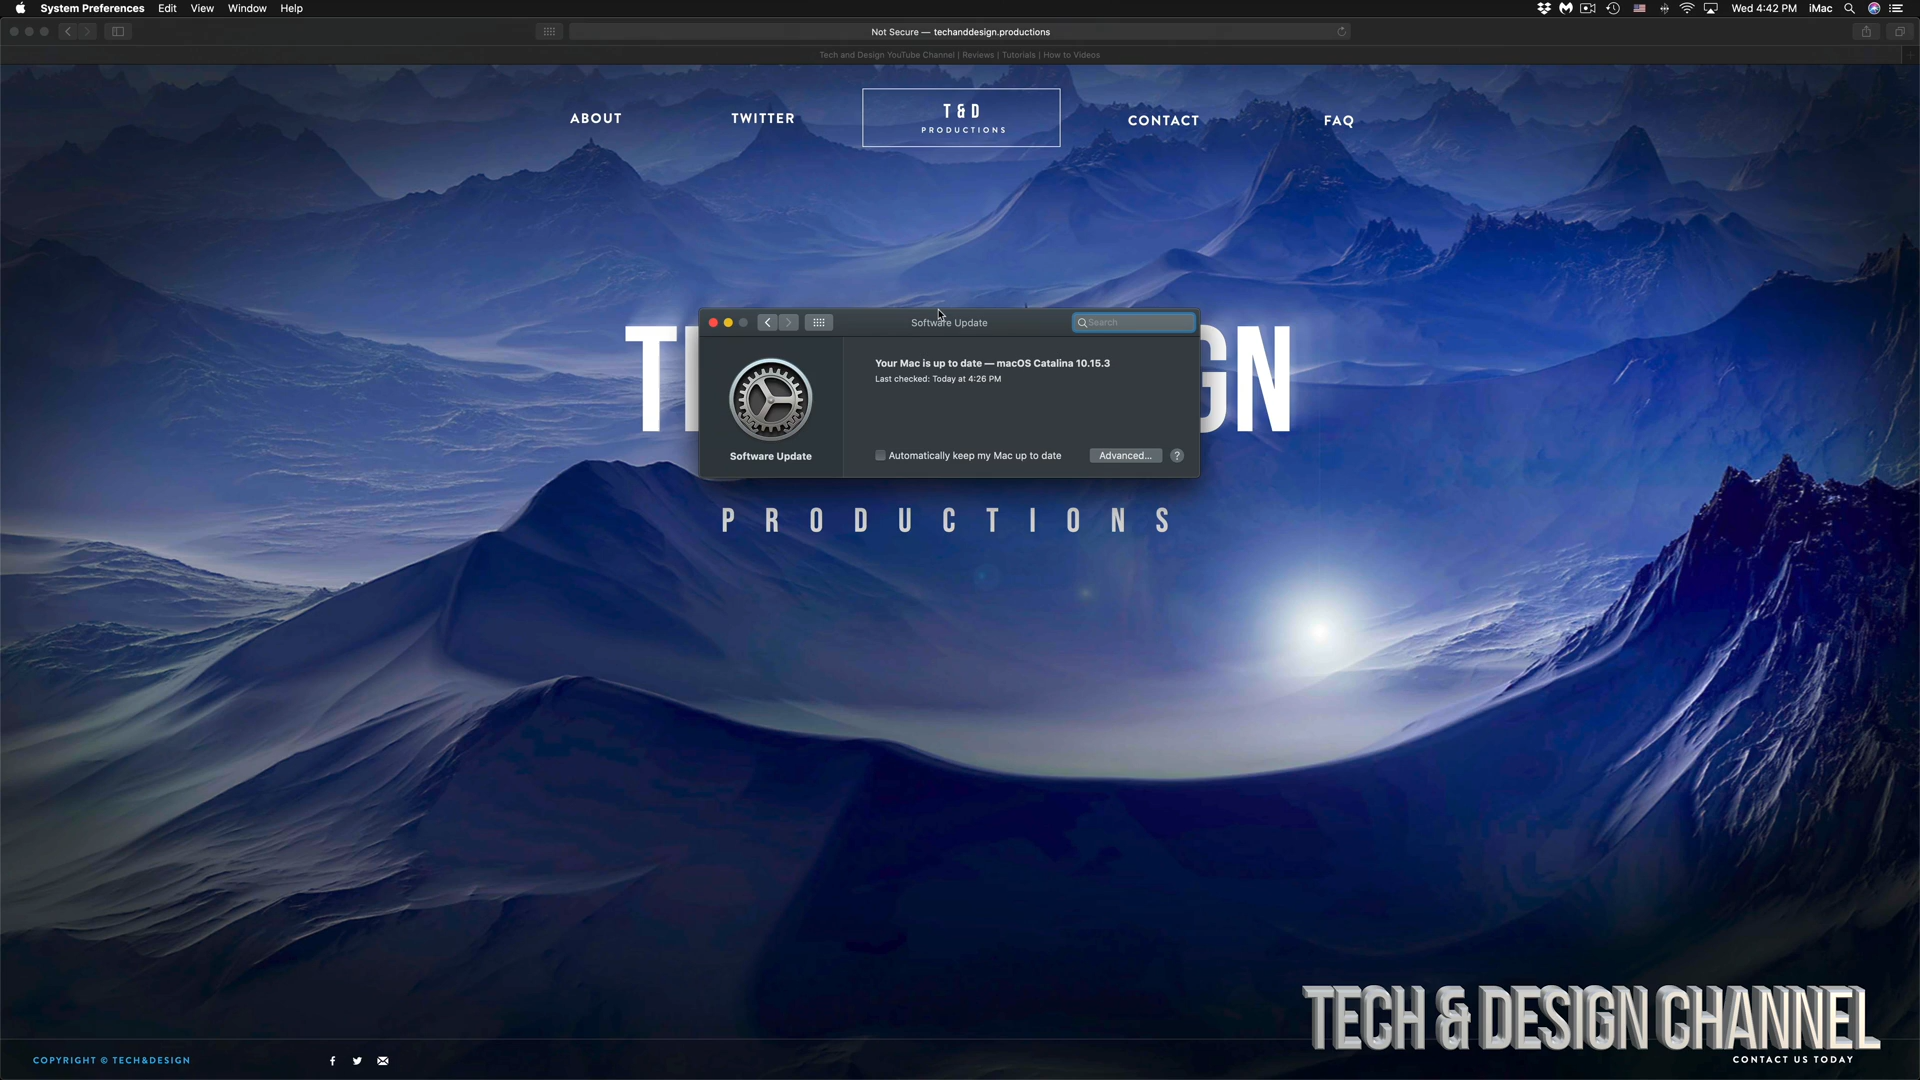 System Preferences Edit View Window Help
Wed 4:42 PM iMac
Not Secure — techanddesign.productions
Tech and Design YouTube Channel | Reviews | Tutorials | How to Videos
ABOUT
TWITTER
T&D
PRODUCTIONS
CONTACT
FAQ
Software Update
Search
Your Mac is up to date — macOS Catalina 10.15.3
Last checked: Today at 4:26 PM
Software Update
Automatically keep my Mac up to date
Advanced...
?
PRODUCTIONS
TECH & DESIGN CHANNEL
COPYRIGHT © TECH&DESIGN
CONTACT US TODAY